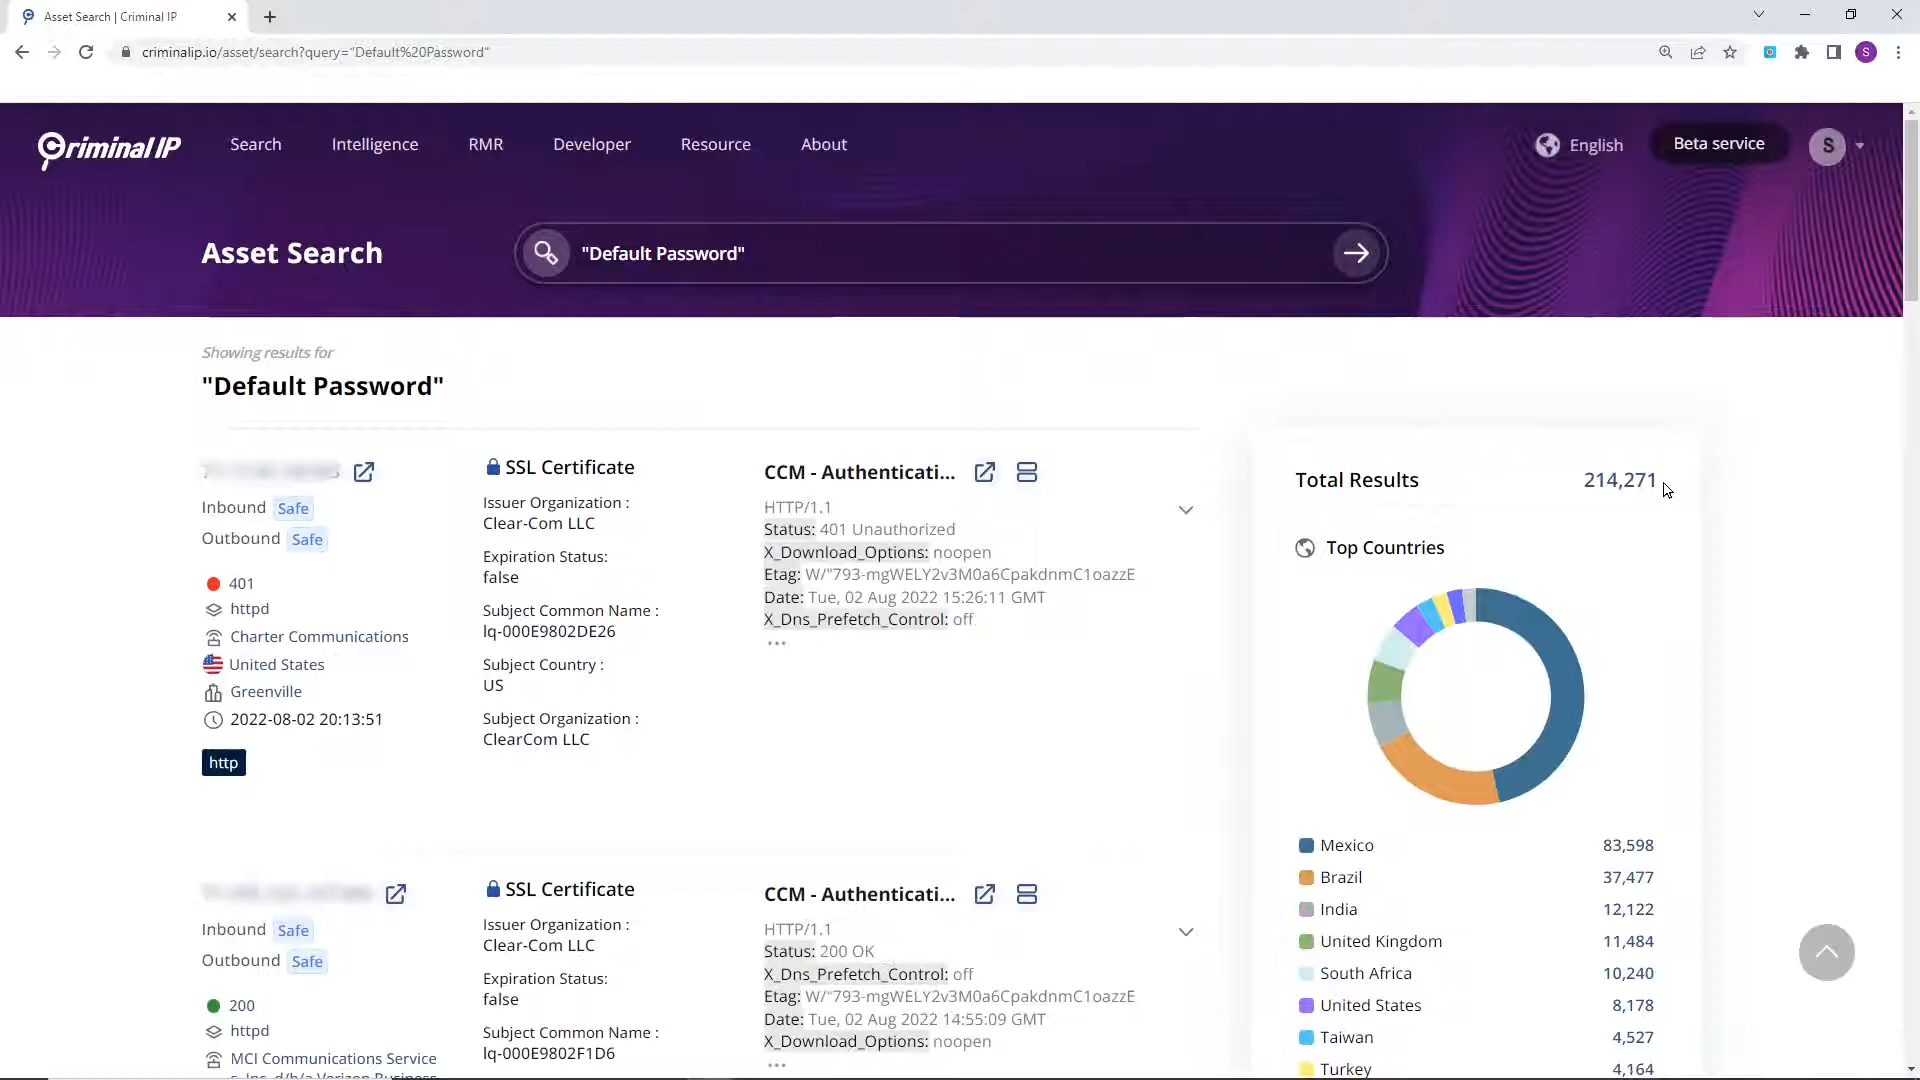 Asset Search | Criminal IP
criminalip.io/asset/search?query="Default%20Password"
S
Criminal IP
Search
Intelligence
RMR
Developer
Resource
About
English
Beta service
S
Asset Search
"Default Password"
Showing results for
"Default Password"
Inbound Safe
Outbound Safe
401
httpd
Charter Communications
United States
Greenville
2022-08-02 20:13:51
http
SSL Certificate
Issuer Organization :
Clear-Com LLC
Expiration Status:
false
Subject Common Name :
lq-000E9802DE26
Subject Country :
US
Subject Organization :
ClearCom LLC
CCM - Authenticati...
HTTP/1.1
Status: 401 Unauthorized
X_Download_Options: noopen
Etag: W/"793-mgWELY2v3M0a6CpakdnmC1oazzE
Date: Tue, 02 Aug 2022 15:26:11 GMT
X_Dns_Prefetch_Control: off
...
Inbound Safe
Outbound Safe
200
httpd
MCI Communications Service
s, Inc. d/b/a Verizon Business
SSL Certificate
Issuer Organization :
Clear-Com LLC
Expiration Status:
false
Subject Common Name :
lq-000E9802F1D6
CCM - Authenticati...
HTTP/1.1
Status: 200 OK
X_Dns_Prefetch_Control: off
Etag: W/"793-mgWELY2v3M0a6CpakdnmC1oazzE
Date: Tue, 02 Aug 2022 14:55:09 GMT
X_Download_Options: noopen
...
Total Results 214,271
Top Countries
Mexico 83,598
Brazil 37,477
India 12,122
United Kingdom 11,484
South Africa 10,240
United States 8,178
Taiwan 4,527
Turkey 4,164